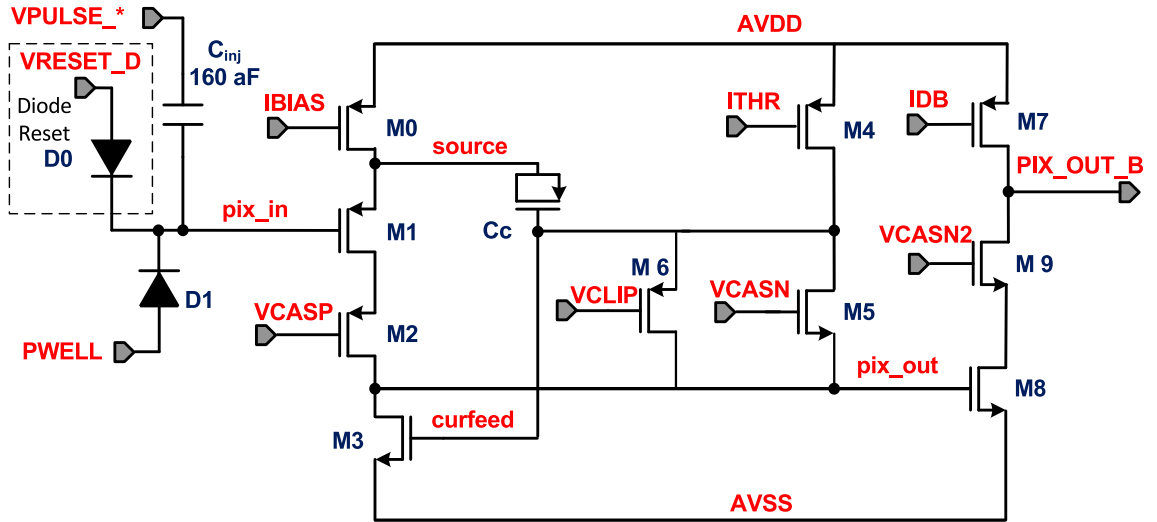 VPULSE_*
AVDD
C inj
160 aF
VRESET_D
Diode
Reset
D0
IBIAS
M0
source
ITHR
M4
IDB
M7
PIX_OUT_B
pix_in
M1
Cc
M 6
VCASN2
M 9
D1
VCLIP
VCASN
M5
VCASP
M2
PWELL
pix_out
M8
curfeed
M3
AVSS